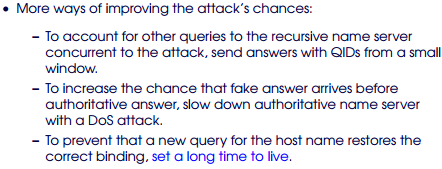 • More ways of improving the attack's chances:
– To account for other queries to the recursive name server
concurrent to the attack, send answers with QIDs from a small
window.
– To increase the chance that fake answer arrives before
authoritative answer, slow down authoritative name server
with a DoS attack.
– To prevent that a new query for the host name restores the
correct binding, set a long time to live.